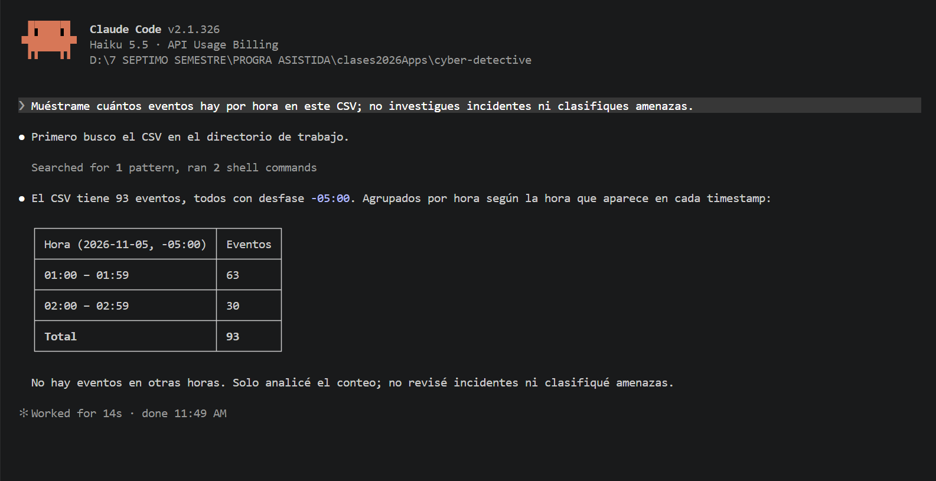 Claude Code v2.1.326
Haiku 5.5 · API Usage Billing
D:\7 SEPTIMO SEMESTRE\PROGRA ASISTIDA\clases2026Apps\cyber-detective
❯ Muéstrame cuántos eventos hay por hora en este CSV; no investigues incidentes ni clasifiques amenazas.
● Primero busco el CSV en el directorio de trabajo.
Searched for 1 pattern, ran 2 shell commands
● El CSV tiene 93 eventos, todos con desfase -05:00. Agrupados por hora según la hora que aparece en cada timestamp:
Hora (2026-11-05, -05:00) Eventos
01:00 – 01:59 63
02:00 – 02:59 30
Total 93
No hay eventos en otras horas. Solo analicé el conteo; no revisé incidentes ni clasifiqué amenazas.
✻ Worked for 14s · done 11:49 AM